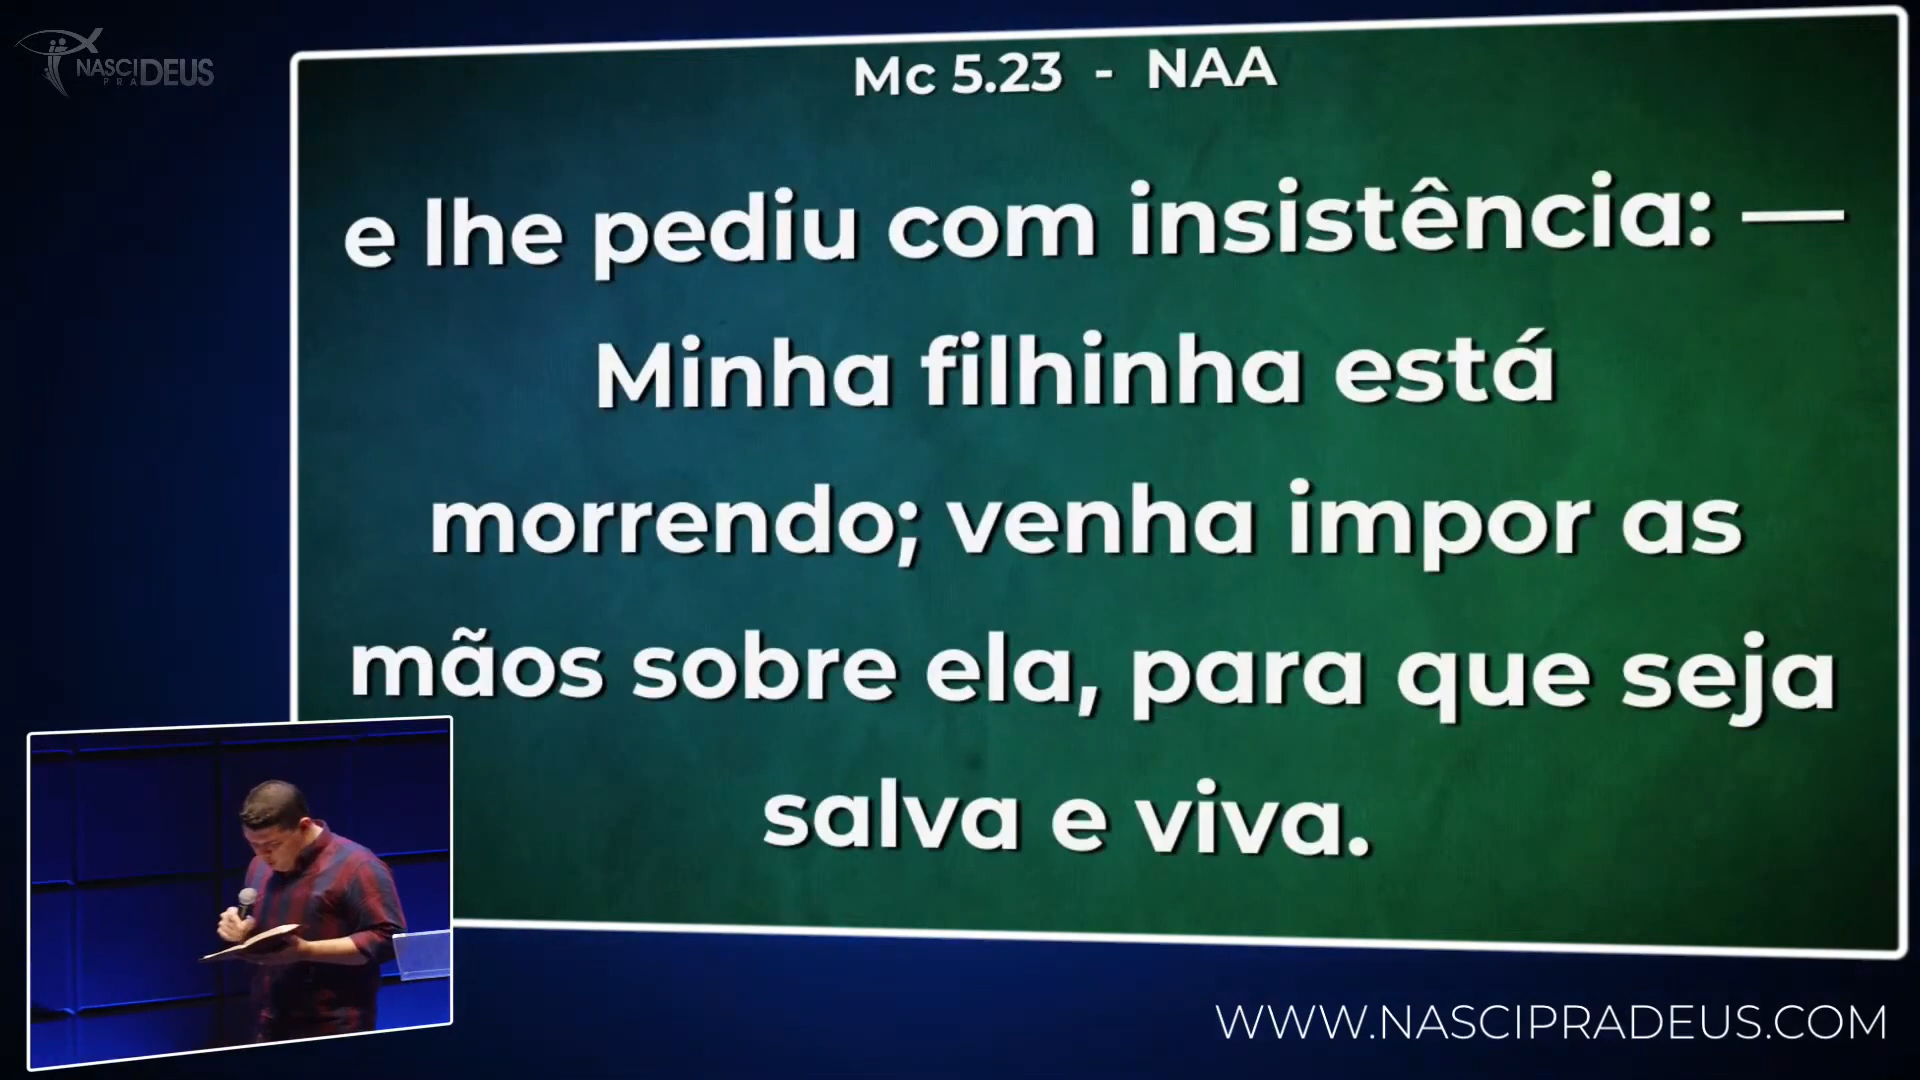 NASCI DEUS
PRA
Mc 5.23 - NAA
e lhe pediu com insistência: —
Minha filhinha está
morrendo; venha impor as
mãos sobre ela, para que seja
salva e viva.
WWW.NASCIPRADEUS.COM